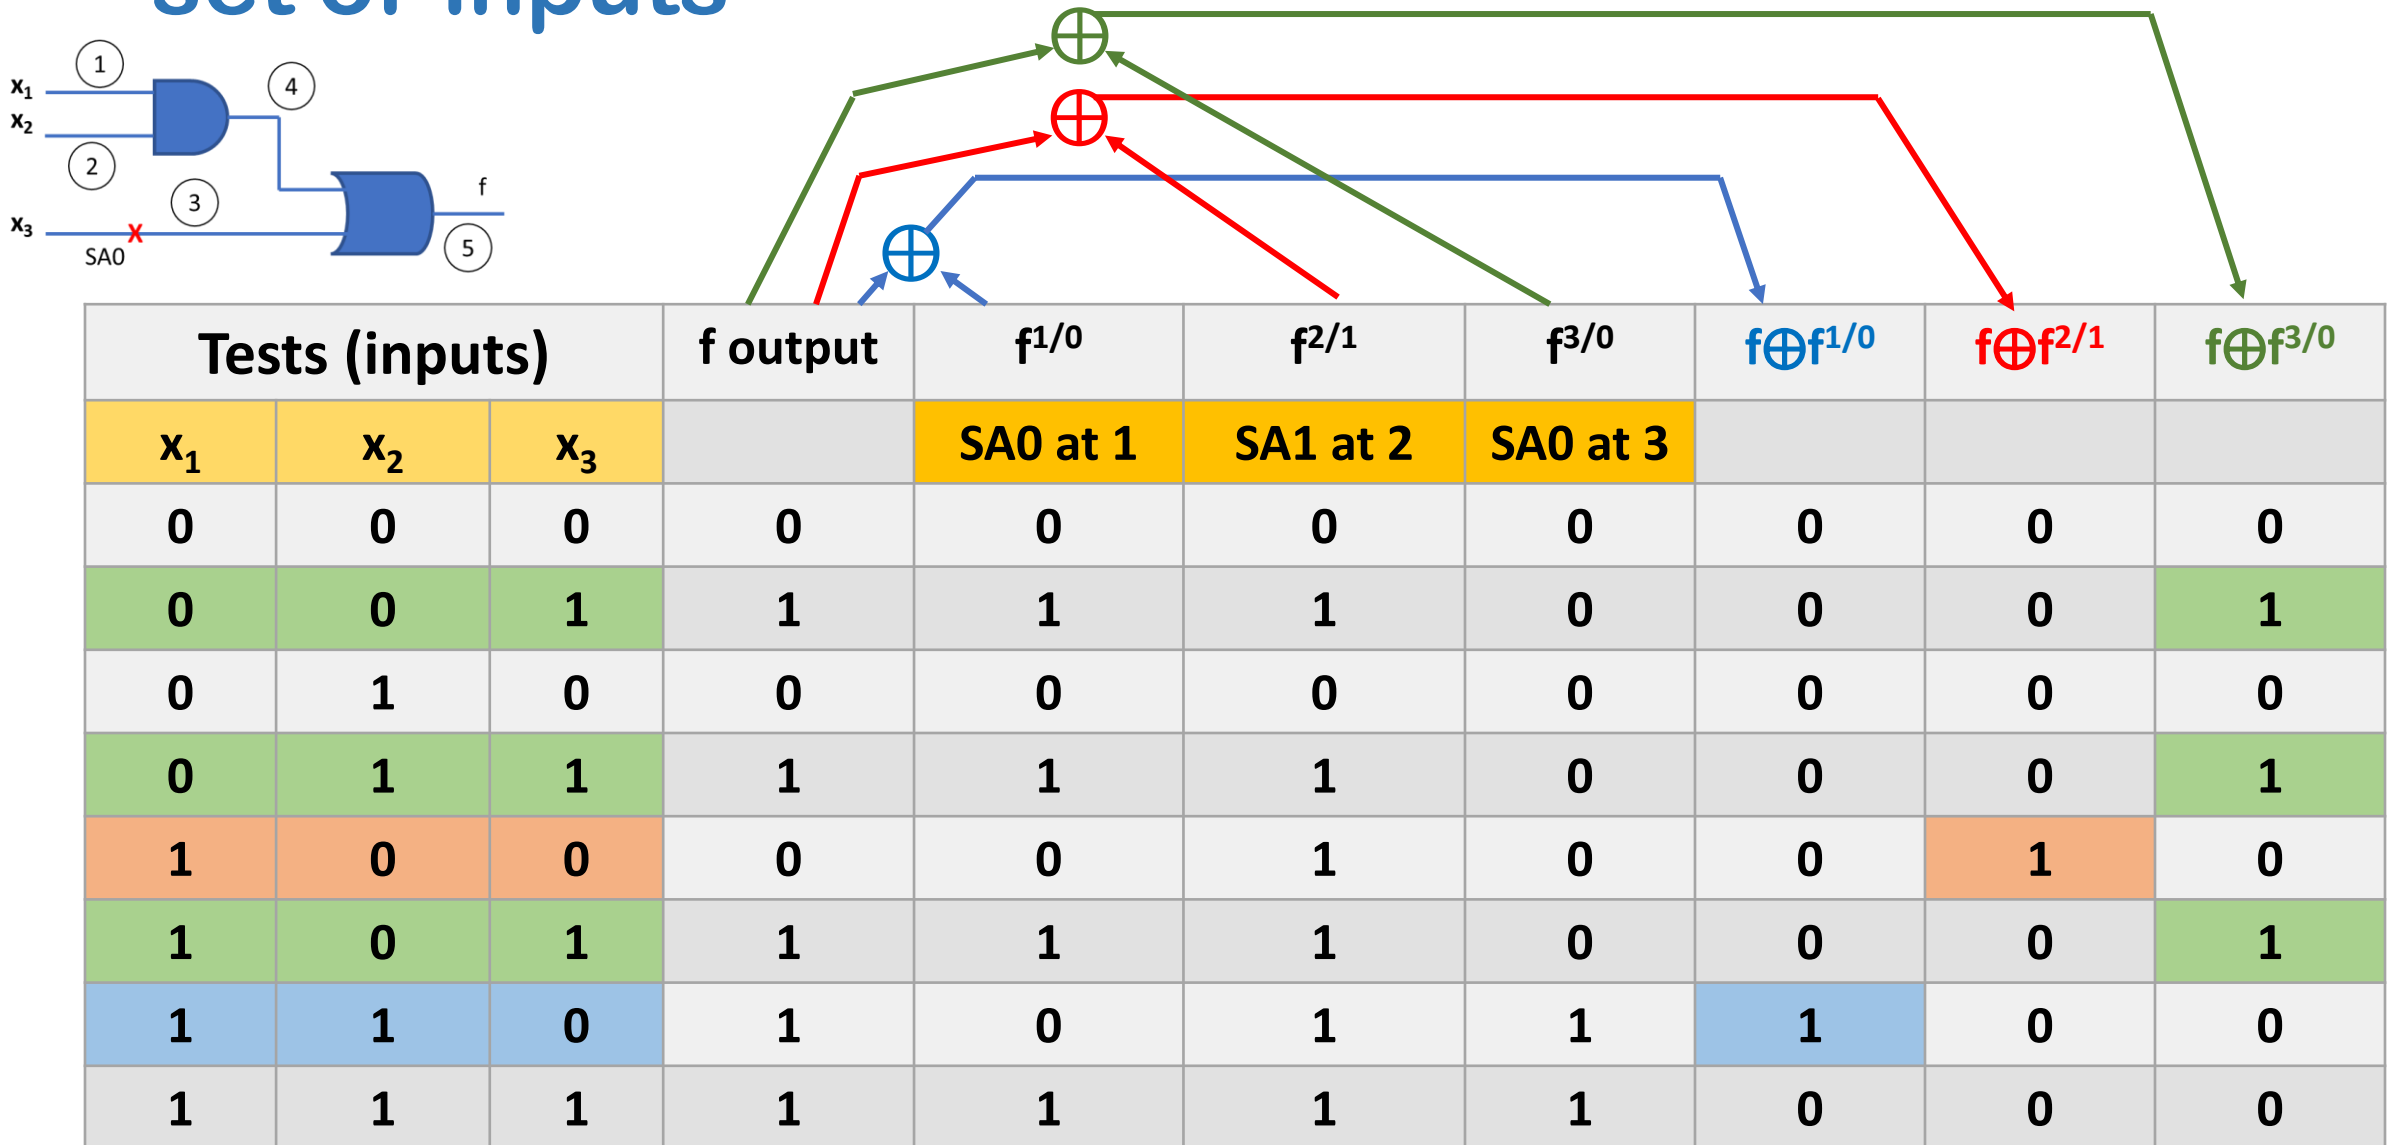 set of inputs
1
x1
4
x2
2
3
f
x3
X
SA0
5
Tests (inputs) f output f1/0 f2/1 f3/0 f⊕f1/0 f⊕f2/1 f⊕f3/0
x1 x2 x3 SA0 at 1 SA1 at 2 SA0 at 3
0 0 0 0 0 0 0 0 0 0
0 0 1 1 1 1 0 0 0 1
0 1 0 0 0 0 0 0 0 0
0 1 1 1 1 1 0 0 0 1
1 0 0 0 0 1 0 0 1 0
1 0 1 1 1 1 0 0 0 1
1 1 0 1 0 1 1 1 0 0
1 1 1 1 1 1 1 0 0 0